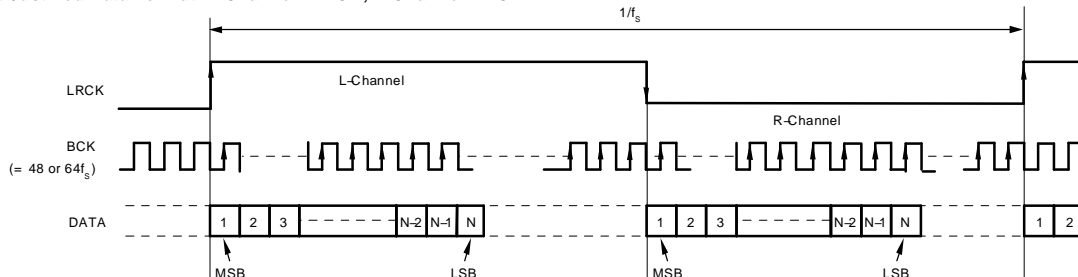 1/fs
LRCK
L-Channel
R-Channel
BCK
(= 48 or 64fs)
DATA
1 2 3 N-2 N-1 N 1 2 3 N-2 N-1 N 1 2
MSB LSB MSB LSB